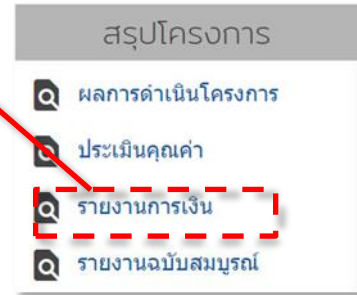 สรุปโครงการ
ผลการดำเนินโครงการ
ประเมินคุณค่า
รายงานการเงิน
รายงานฉบับสมบูรณ์